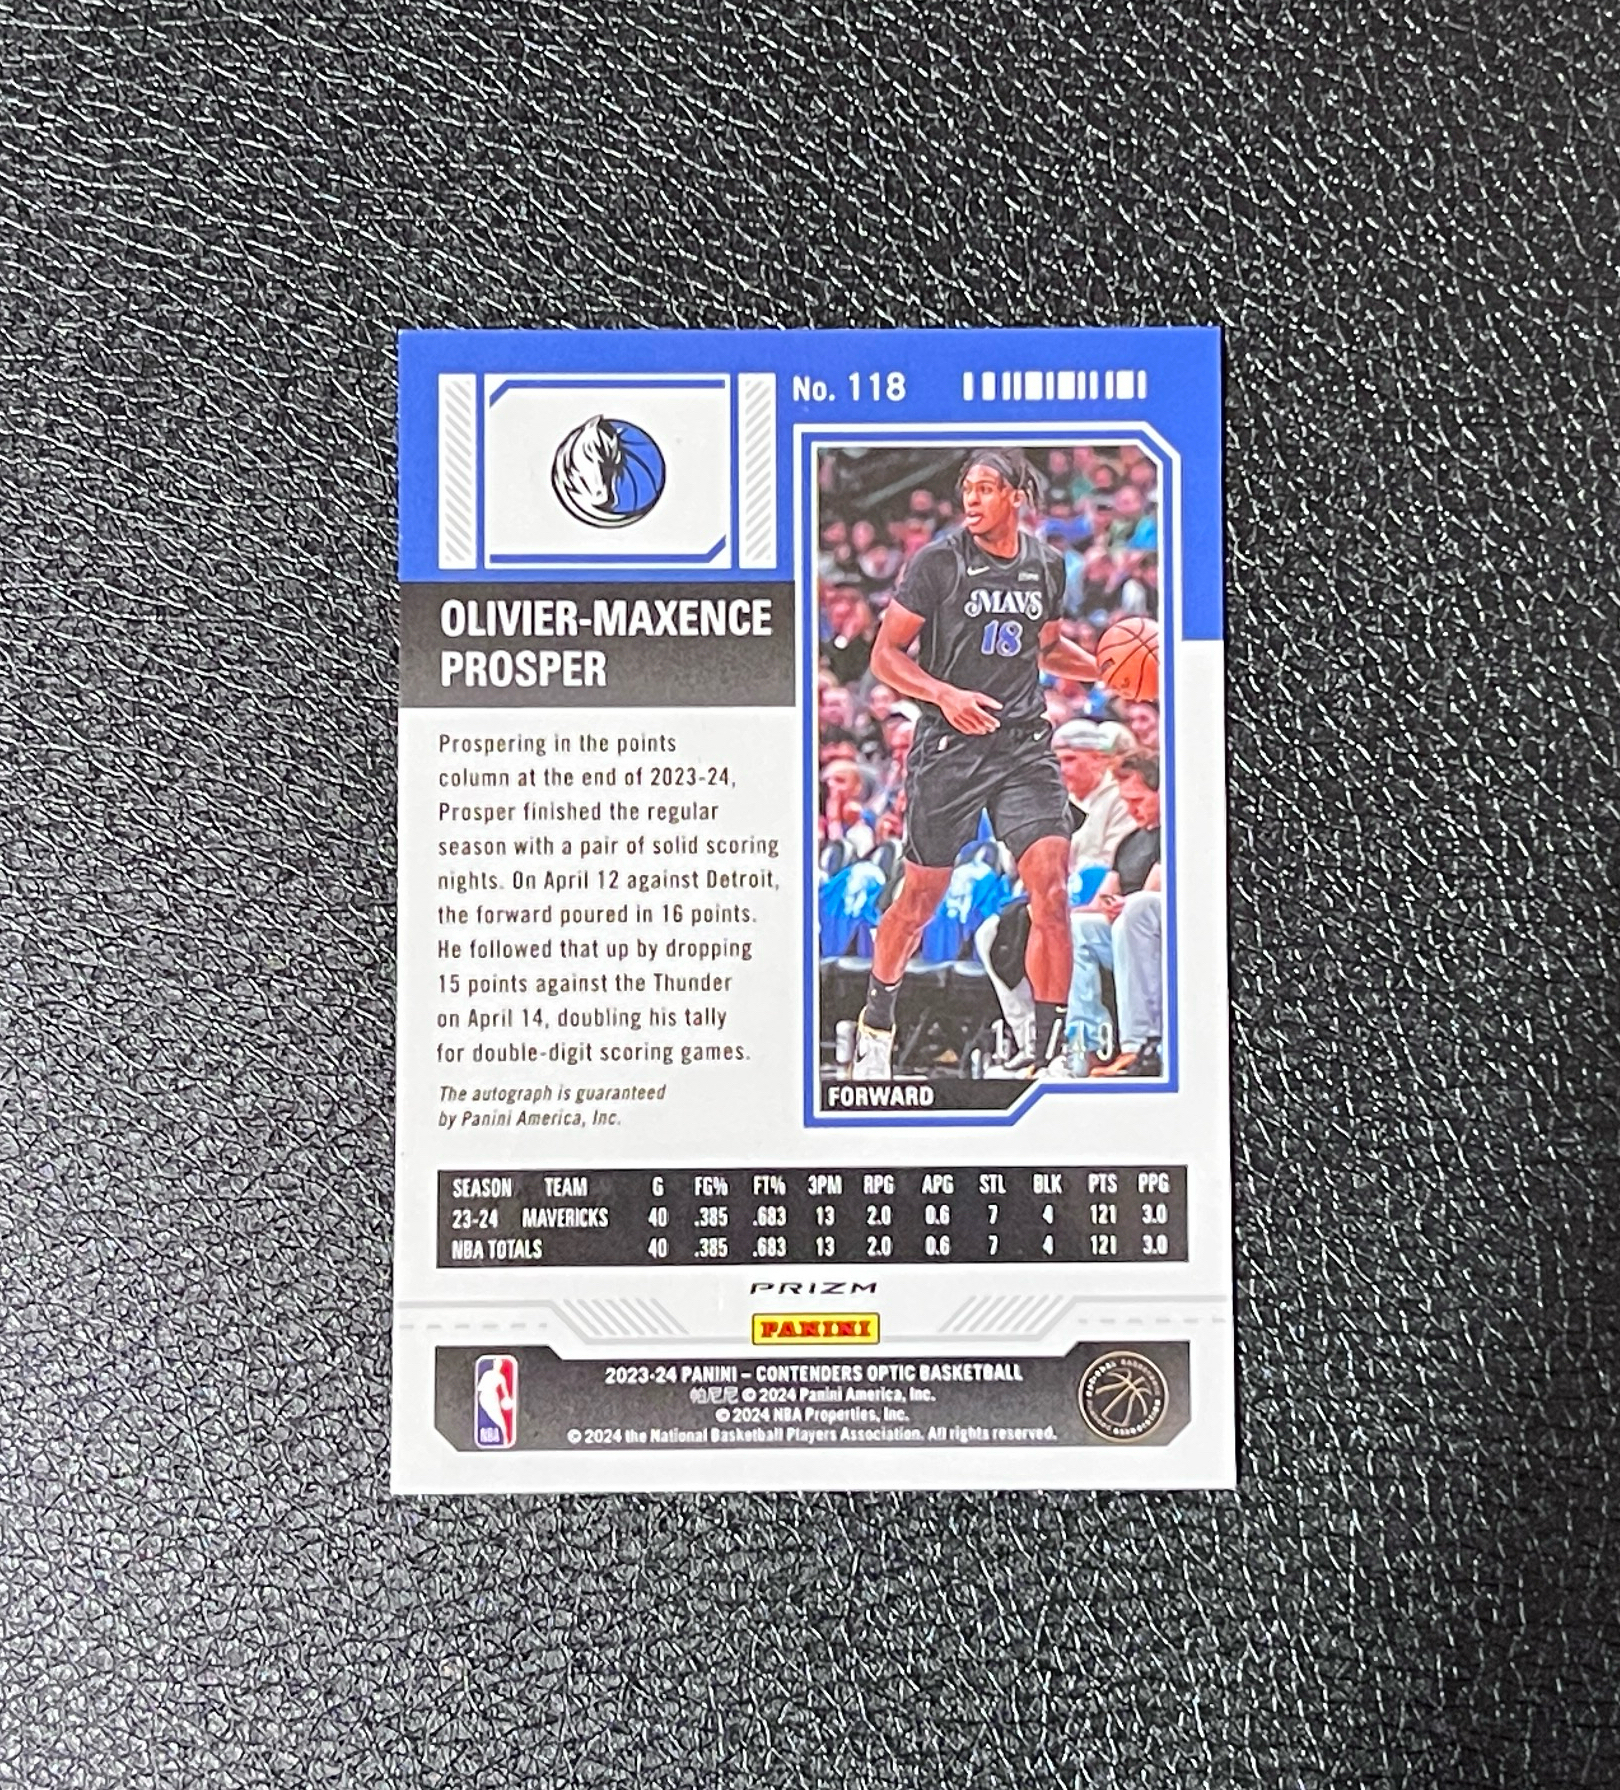 No. 118
MAVS
18
OLIVIER-MAXENCE
PROSPER
Prospering in the points
column at the end of 2023-24,
Prosper finished the regular
season with a pair of solid scoring
nights. On April 12 against Detroit,
the forward poured in 16 points.
He followed that up by dropping
15 points against the Thunder
on April 14, doubling his tally
for double-digit scoring games.
The autograph is guaranteed
by Panini America, Inc.
FORWARD
SEASON TEAM G FG% FT% 3PM RPG APG STL BLK PTS PPG
23-24 MAVERICKS 40 .385 .683 13 2.0 0.6 7 4 121 3.0
NBA TOTALS 40 .385 .683 13 2.0 0.6 7 4 121 3.0
PRIZM
PANINI
NBA
2023-24 PANINI – CONTENDERS OPTIC BASKETBALL
帕尼尼 © 2024 Panini America, Inc.
© 2024 NBA Properties, Inc.
© 2024 the National Basketball Players Association. All rights reserved.